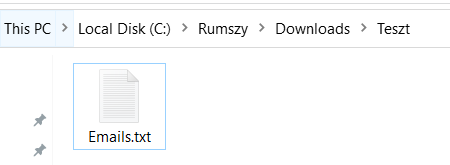 This PC > Local Disk (C:) > Rumszy > Downloads > Teszt
Emails.txt